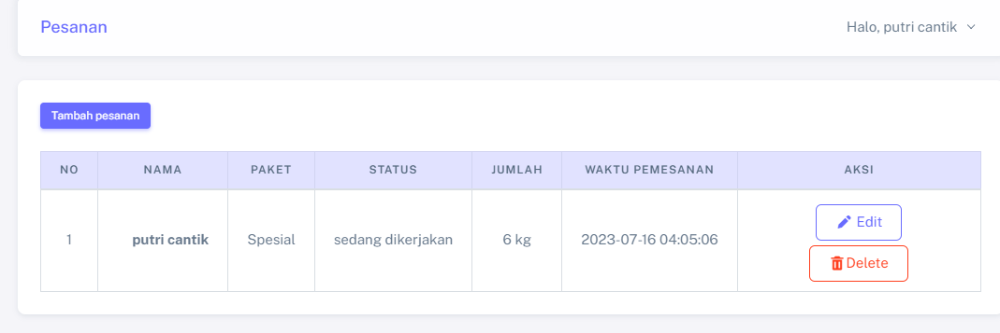 Pesanan
Halo, putri cantik
Tambah pesanan
NO NAMA PAKET STATUS JUMLAH WAKTU PEMESANAN AKSI
1 putri cantik Spesial sedang dikerjakan 6 kg 2023-07-16 04:05:06 Edit
Delete